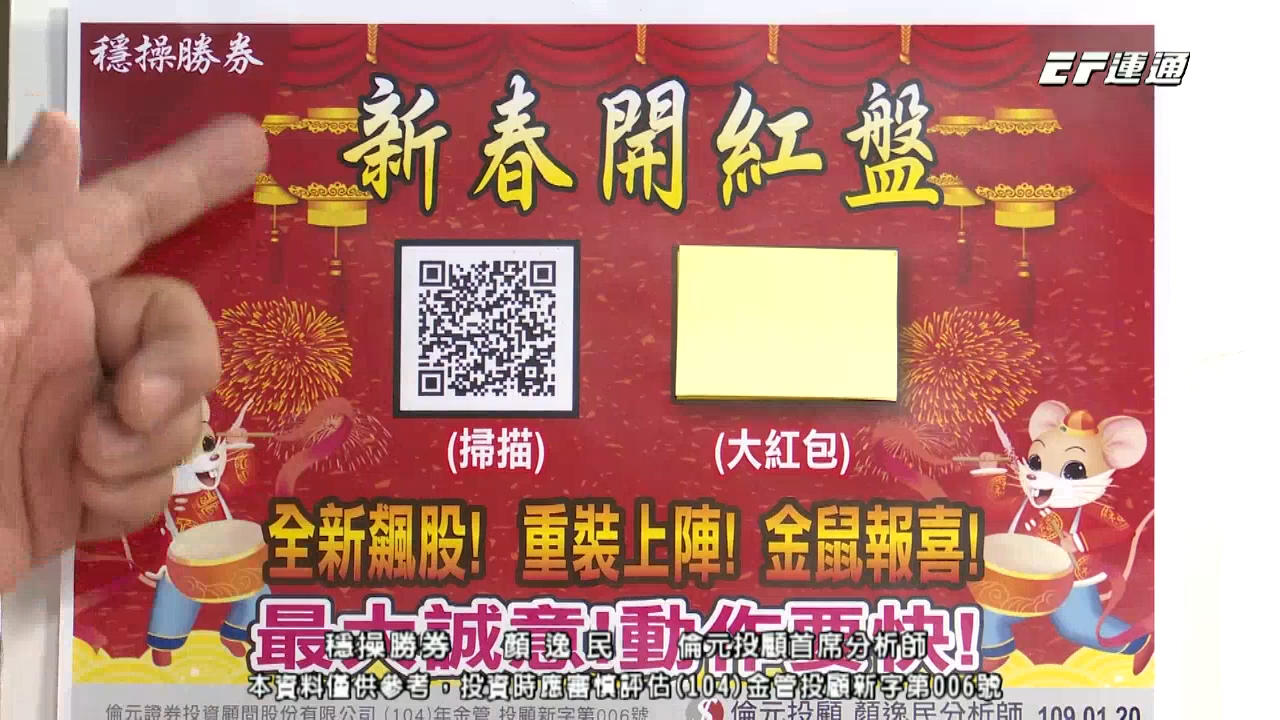 穩操勝券
EF運通
新春開紅盤
(掃描)
(大紅包)
全新飆股! 重裝上陣! 金鼠報喜!
最大誠意!動作要快!
穩操勝券 顏逸民 倫元投顧首席分析師
本資料僅供參考，投資時應審慎評估(104)金管投顧新字第006號
倫元證券投資顧問股份有限公司 (104)年金管 投顧新字第006號
倫元投顧 顏逸民分析師 109.01.20